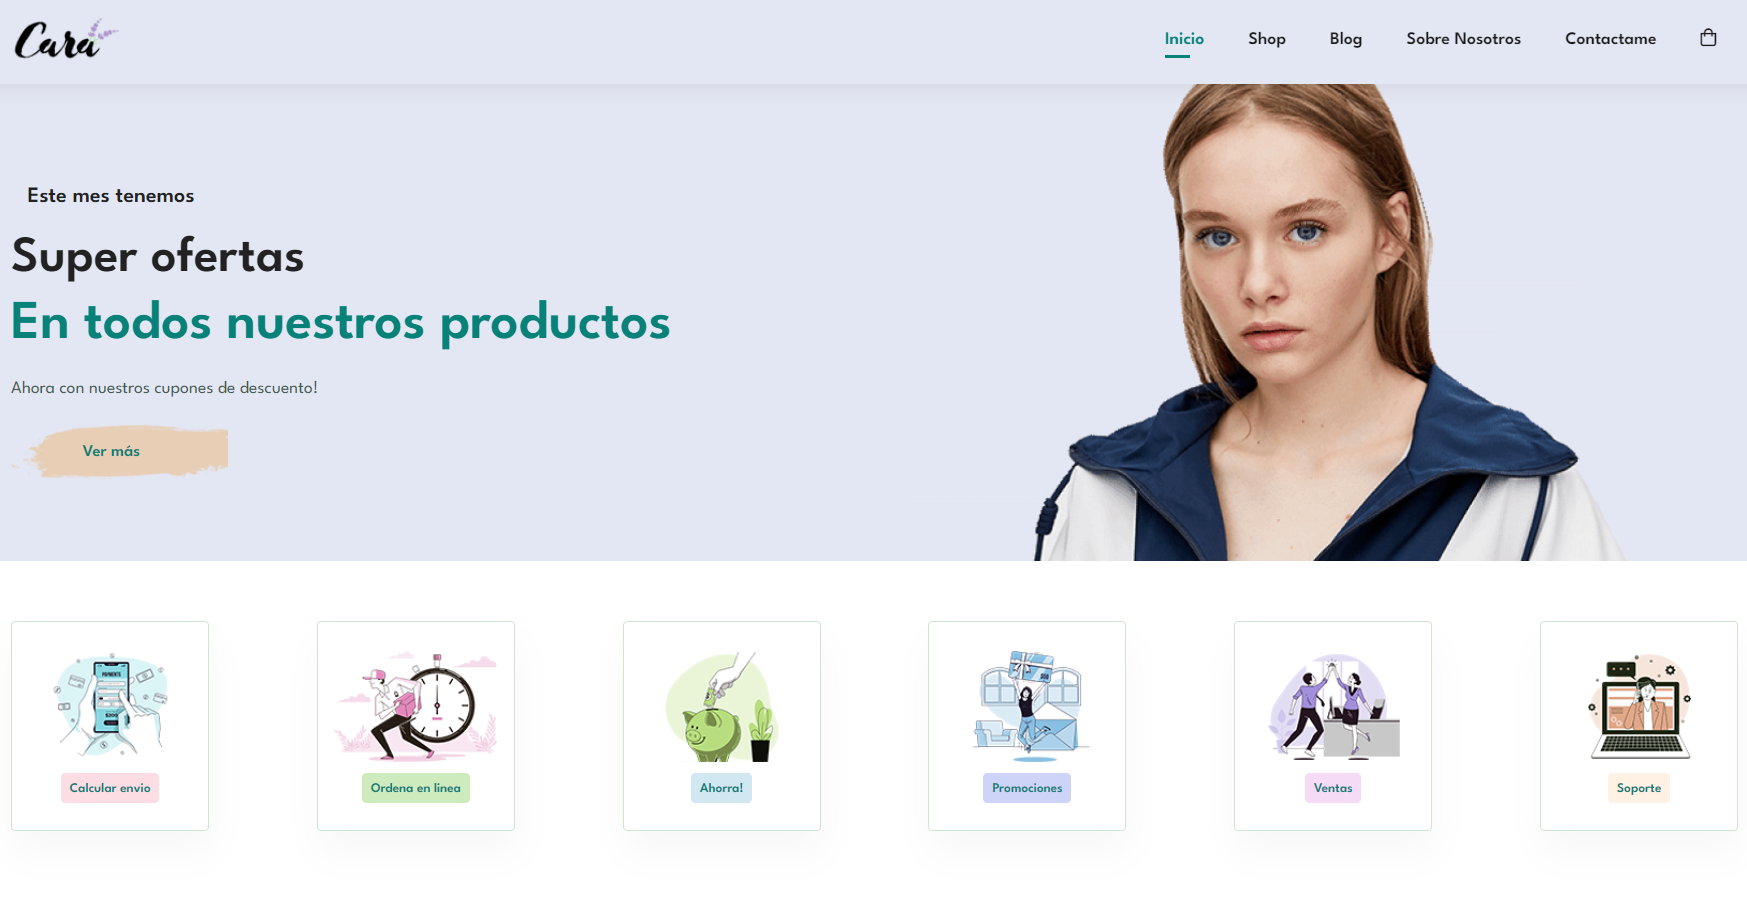 Cara
Inicio Shop Blog Sobre Nosotros Contactame
Este mes tenemos
Super ofertas
En todos nuestros productos
Ahora con nuestros cupones de descuento!
Ver más
PAYMENTS
Calcular envio
Ordena en linea
Ahorra!
Promociones
Ventas
Soporte